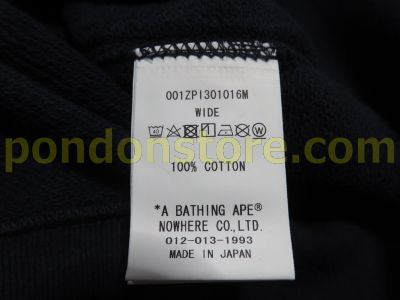 001ZPI301016M
WIDE
100% COTTON
pondonstore.com
*A BATHING APE®
NOWHERE CO.,LTD.
012-013-1993
MADE IN JAPAN